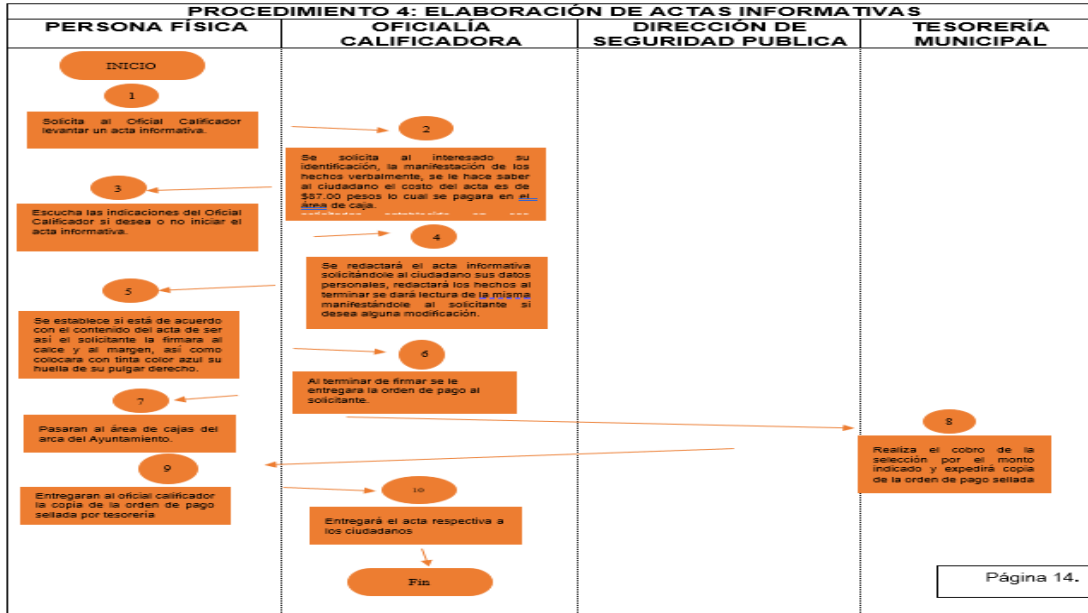 PROCEDIMIENTO 4: ELABORACIÓN DE ACTAS INFORMATIVAS
PERSONA FÍSICA
OFICIALÍA
CALIFICADORA
DIRECCIÓN DE
SEGURIDAD PUBLICA
TESORERÍA
MUNICIPAL
INICIO
1
Solicita al Oficial Calificador
levantar un acta informativa.
2
Se solicita al interesado su
identificación, la manifestación de los
hechos verbalmente, se le hace saber
al ciudadano el costo del acta es de
$87.00 pesos lo cual se pagara en el
área de caja.
3
Escucha las indicaciones del Oficial
Calificador si desea o no iniciar el
acta informativa.
4
Se redactará el acta informativa
solicitándole al ciudadano sus datos
personales, redactará los hechos al
terminar se dará lectura de la misma
manifestándole al solicitante si
desea alguna modificación.
5
Se establece si está de acuerdo
con el contenido del acta de ser
así el solicitante la firmara al
calce y al margen, así como
colocara con tinta color azul su
huella de su pulgar derecho.
6
Al terminar de firmar se le
entregara la orden de pago al
solicitante.
7
Pasaran al área de cajas del
arca del Ayuntamiento.
8
Realiza el cobro de la
selección por el monto
indicado y expedirá copia
de la orden de pago sellada
9
Entregaran al oficial calificador
la copia de la orden de pago
sellada por tesorería
10
Entregará el acta respectiva a
los ciudadanos
Fin
Página 14.